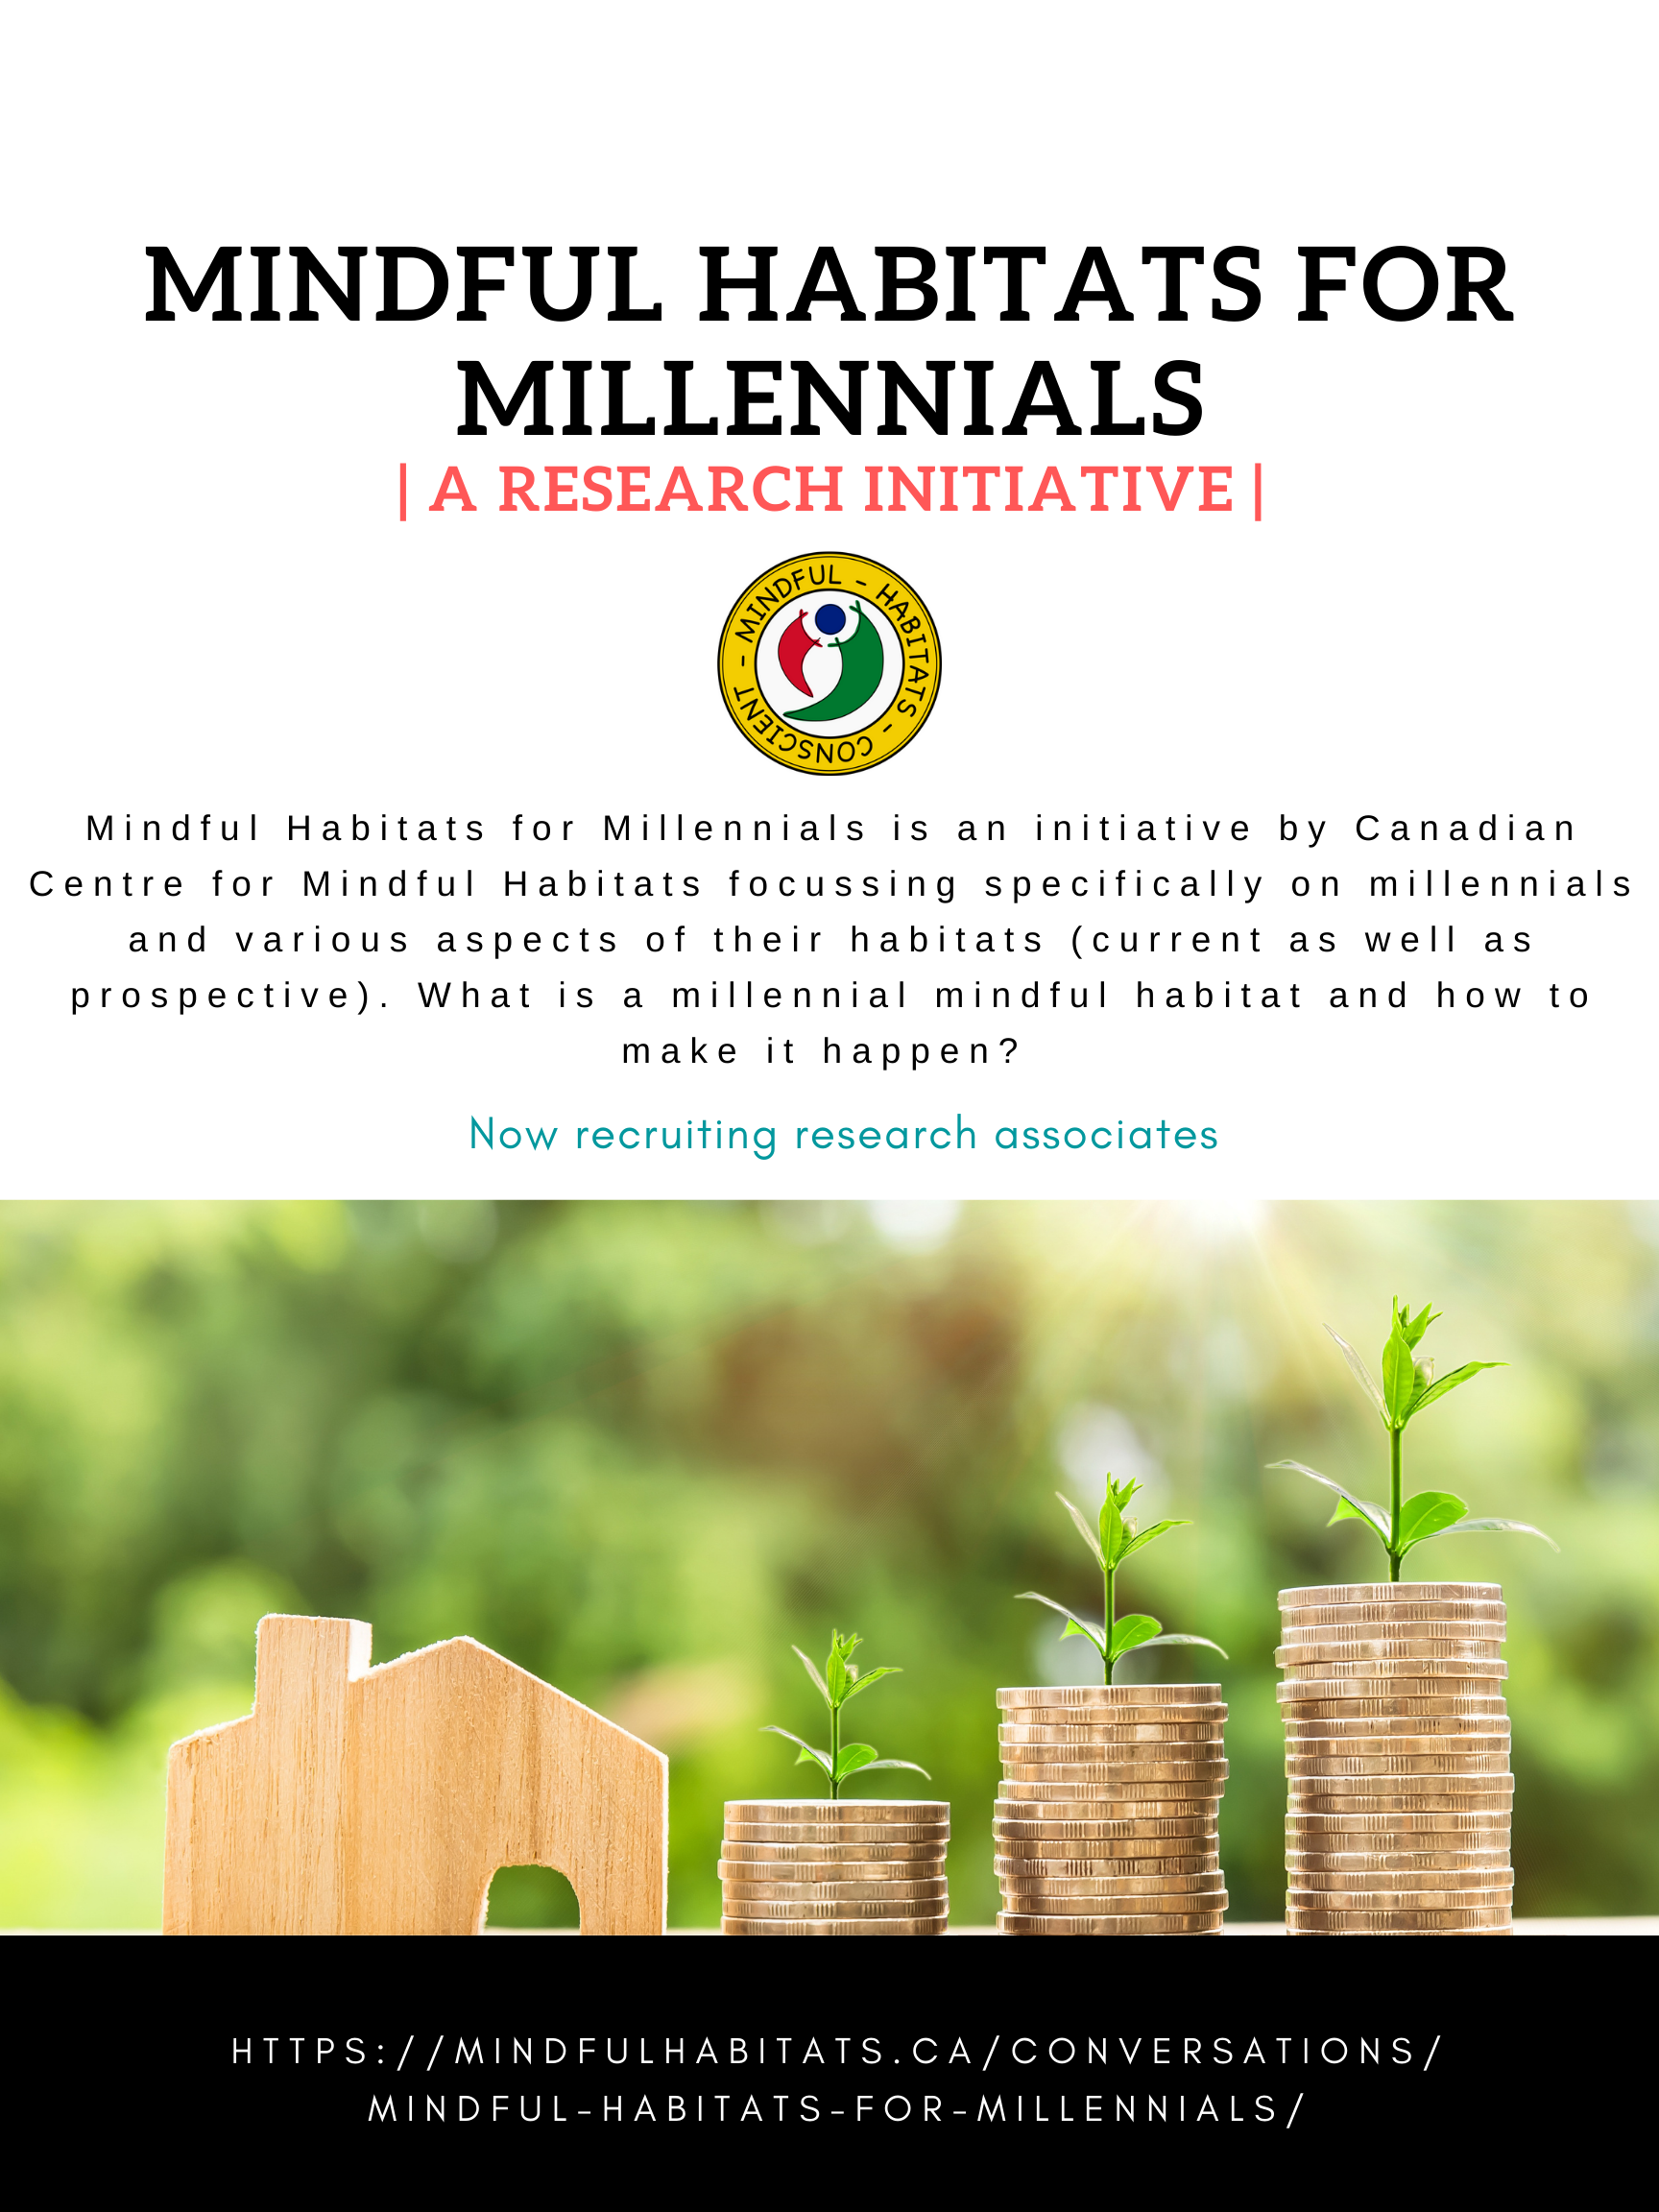 MINDFUL HABITATS FOR
MILLENNIALS
| A RESEARCH INITIATIVE |
- MINDFUL - HABITATS - CONSCIENT
Mindful Habitats for Millennials is an initiative by Canadian
Centre for Mindful Habitats focussing specifically on millennials
and various aspects of their habitats (current as well as
prospective). What is a millennial mindful habitat and how to
make it happen?
Now recruiting research associates
HTTPS://MINDFULHABITATS.CA/CONVERSATIONS/
MINDFUL-HABITATS-FOR-MILLENNIALS/